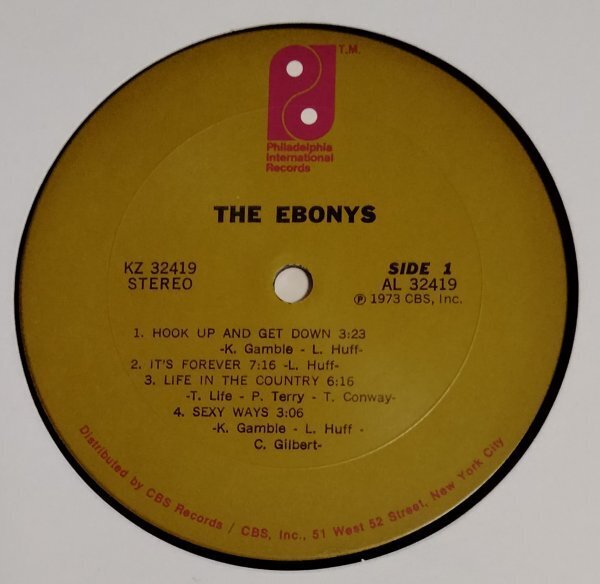 T.M.
Philadelphia
International
Records
THE EBONYS
KZ 32419
STEREO
SIDE 1
AL 32419
℗ 1973 CBS, Inc.
1. HOOK UP AND GET DOWN 3:23
-K. Gamble - L. Huff-
2. IT'S FOREVER 7:16 -L. Huff-
3. LIFE IN THE COUNTRY 6:16
-T. Life - P. Terry - T. Conway-
4. SEXY WAYS 3:06
-K. Gamble - L. Huff -
C. Gilbert-
Distributed by CBS Records / CBS, Inc., 51 West 52 Street, New York City